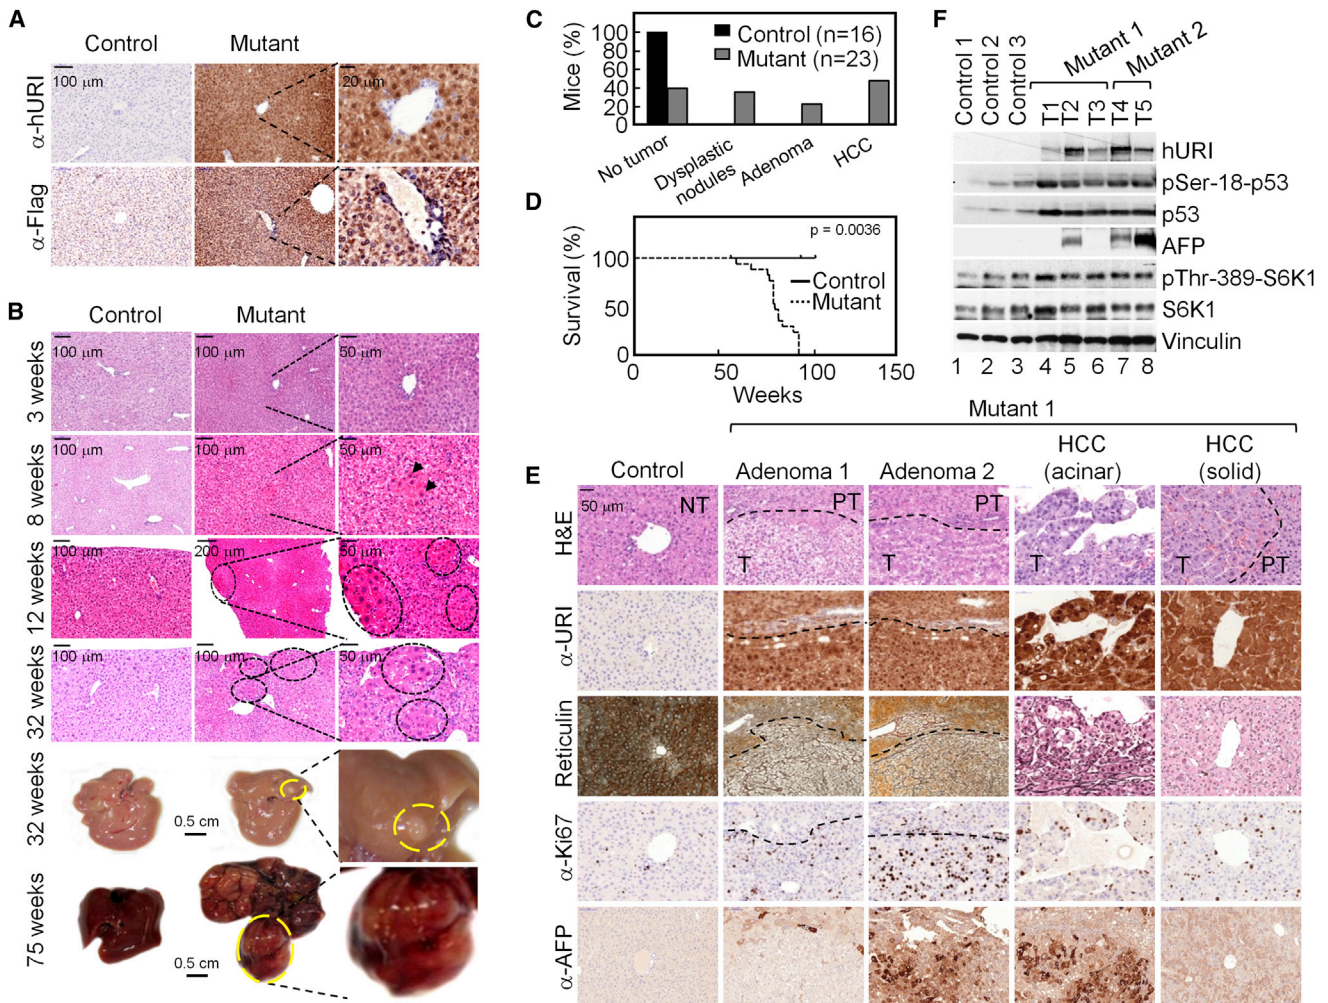 A
Control
Mutant
α-hURI
100 µm
20 µm
α-Flag
B
Control
Mutant
3 weeks
100 µm
100 µm
50 µm
8 weeks
100 µm
100 µm
50 µm
12 weeks
100 µm
200 µm
50 µm
32 weeks
100 µm
100 µm
50 µm
32 weeks
0.5 cm
75 weeks
0.5 cm
C
Mice (%)
100
80
60
40
20
0
Control (n=16)
Mutant (n=23)
No tumor
Dysplastic
nodules
Adenoma
HCC
D
Survival (%)
100
50
0
p = 0.0036
Control
Mutant
0
50
100
150
Weeks
E
Mutant 1
Control
Adenoma 1
Adenoma 2
HCC
(acinar)
HCC
(solid)
H&E
50 µm
NT
PT
T
PT
T
T
T
PT
α-URI
Reticulin
α-Ki67
α-AFP
F
Control 1
Control 2
Control 3
Mutant 1
Mutant 2
T1
T2
T3
T4
T5
hURI
pSer-18-p53
p53
AFP
pThr-389-S6K1
S6K1
Vinculin
1 2 3 4 5 6 7 8